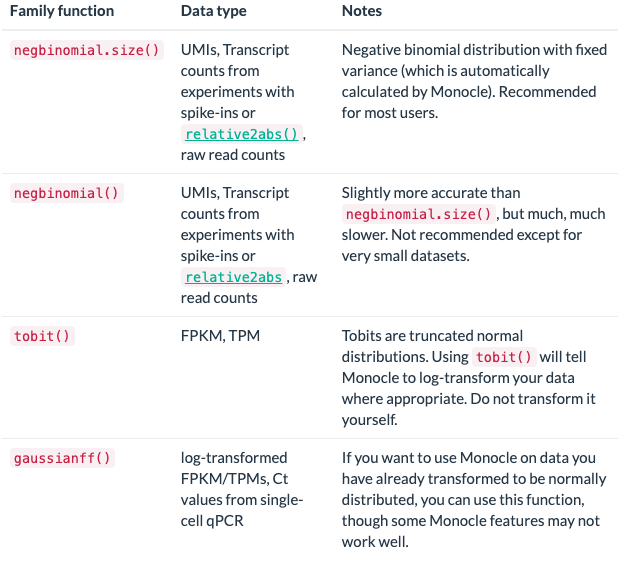 Family function Data type Notes
negbinomial.size() UMIs, Transcript Negative binomial distribution with fixed
counts from variance (which is automatically
experiments with calculated by Monocle). Recommended
spike-ins or for most users.
relative2abs() ,
raw read counts
negbinomial() UMIs, Transcript Slightly more accurate than
counts from negbinomial.size() , but much, much
experiments with slower. Not recommended except for
spike-ins or very small datasets.
relative2abs , raw
read counts
tobit() FPKM, TPM Tobits are truncated normal
distributions. Using tobit() will tell
Monocle to log-transform your data
where appropriate. Do not transform it
yourself.
gaussianff() log-transformed If you want to use Monocle on data you
FPKM/TPMs, Ct have already transformed to be normally
values from single- distributed, you can use this function,
cell qPCR though some Monocle features may not
work well.